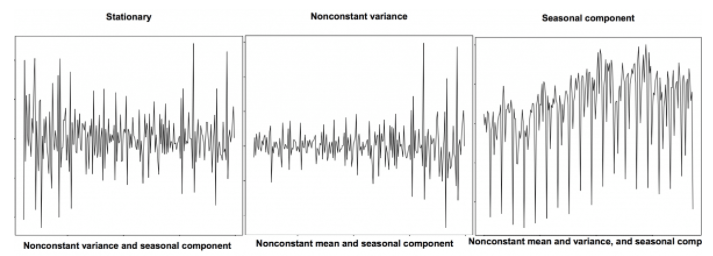 Stationary
Nonconstant variance
Seasonal component
Nonconstant variance and seasonal component
Nonconstant mean and seasonal component
Nonconstant mean and variance, and seasonal comp